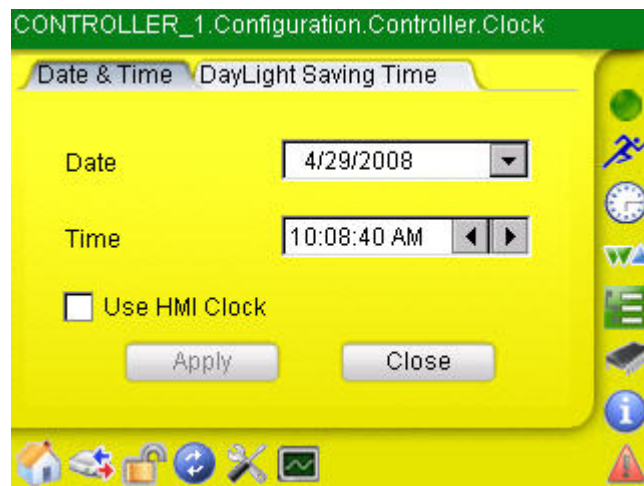 CONTROLLER_1.Configuration.Controller.Clock
Date & Time DayLight Saving Time
Date 4/29/2008
Time 10:08:40 AM
Use HMI Clock
Apply Close